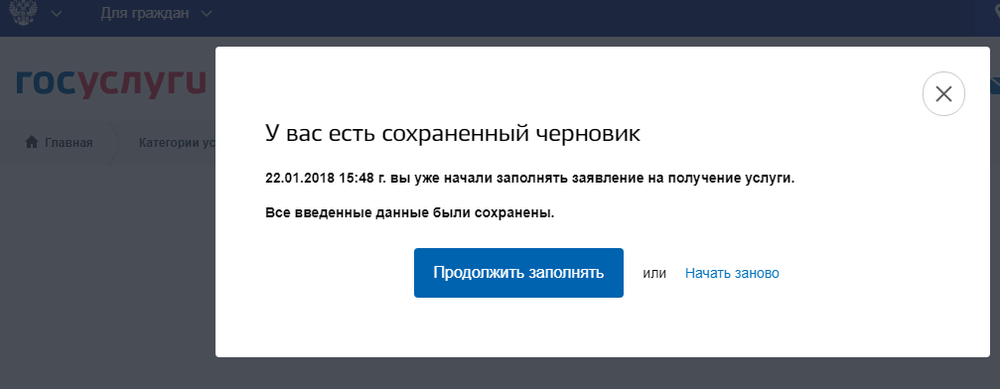 Для граждан
госуслуги
Главная
Категории ус
У вас есть сохраненный черновик
22.01.2018 15:48 г. вы уже начали заполнять заявление на получение услуги.
Все введенные данные были сохранены.
Продолжить заполнять или Начать заново